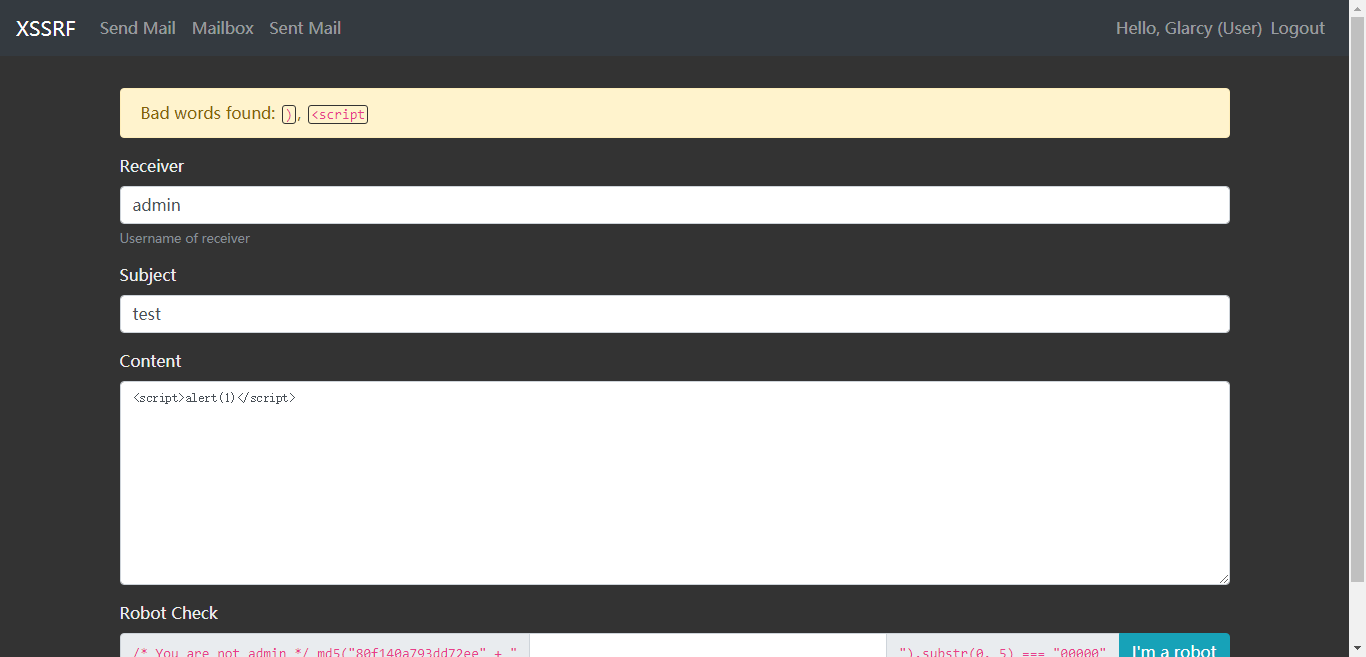 XSSRF Send Mail Mailbox Sent Mail Hello, Glarcy (User) Logout
Bad words found: ), <script
Receiver
admin
Username of receiver
Subject
test
Content
<script>alert(1)</script>
Robot Check
/* You are not admin */ md5("80f140a793dd72ee" + " ").substr(0, 5) === "00000" I'm a robot